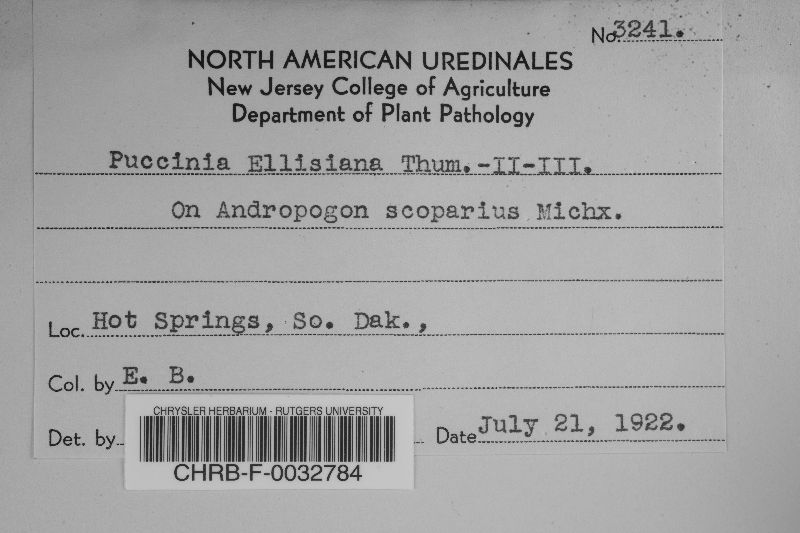 No. 3241.
NORTH AMERICAN UREDINALES
New Jersey College of Agriculture
Department of Plant Pathology
Puccinia Ellisiana Thum.-II-III.
On Andropogon scoparius Michx.
Loc. Hot Springs, So. Dak.,
Col. by E. B.
Det. by
Date July 21, 1922.
CHRYSLER HERBARIUM - RUTGERS UNIVERSITY
CHRB-F-0032784